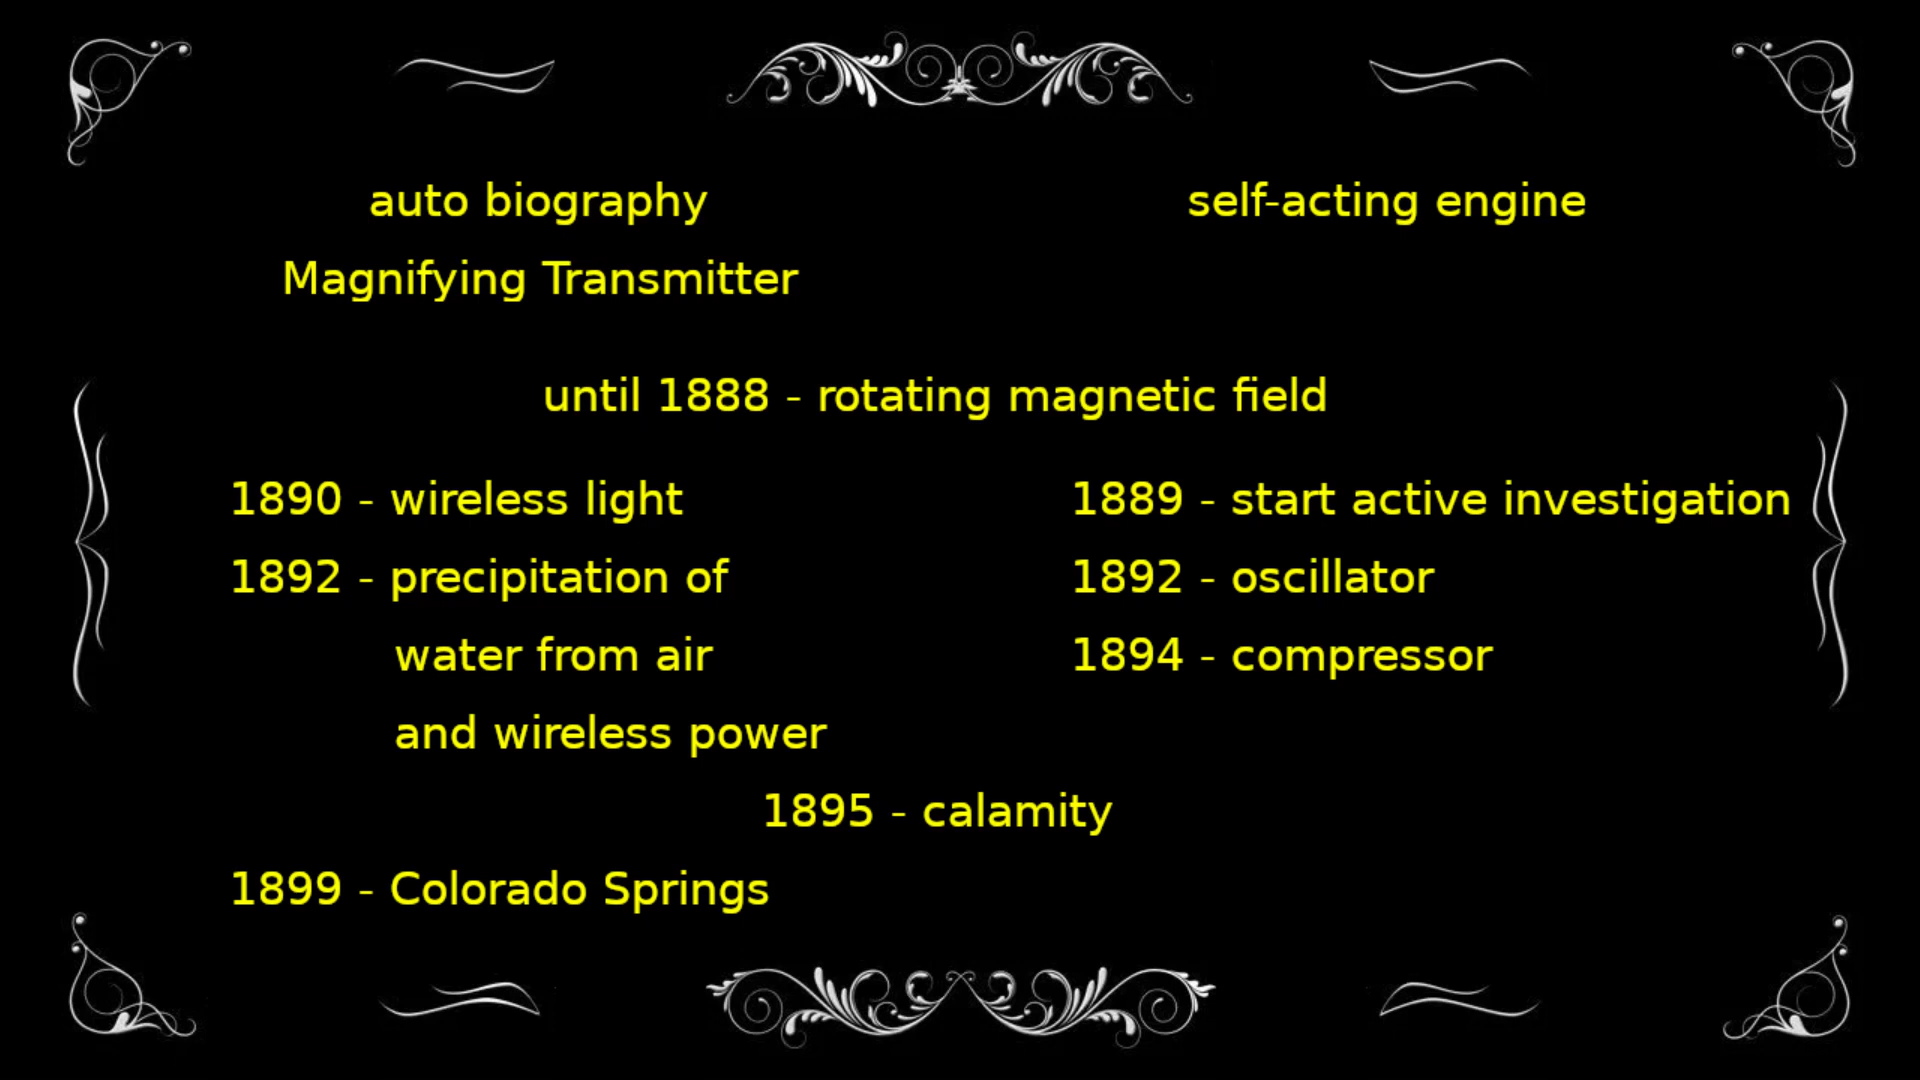 auto biography
self-acting engine
Magnifying Transmitter
until 1888 - rotating magnetic field
1890 - wireless light
1889 - start active investigation
1892 - precipitation of
1892 - oscillator
water from air
1894 - compressor
and wireless power
1895 - calamity
1899 - Colorado Springs